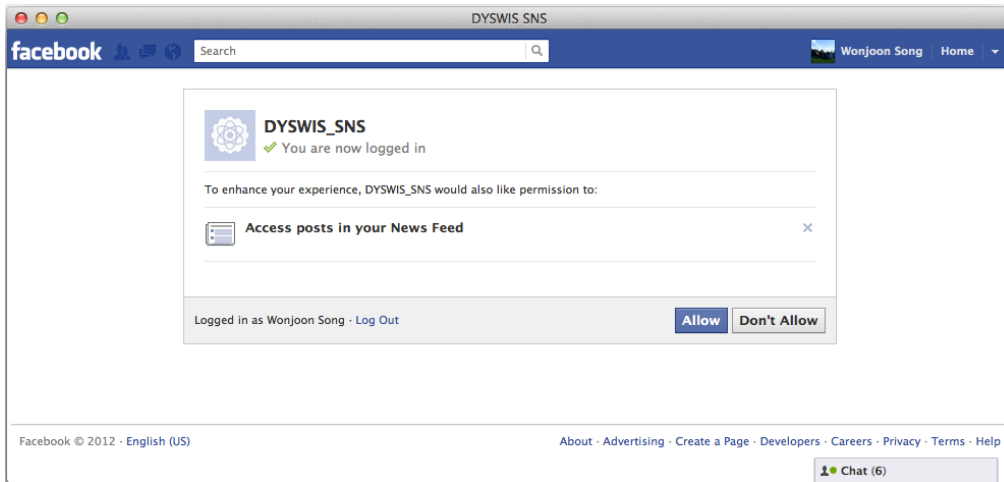 DYSWIS SNS
facebook Search Wonjoon Song Home
DYSWIS_SNS
You are now logged in
To enhance your experience, DYSWIS_SNS would also like permission to:
Access posts in your News Feed
Logged in as Wonjoon Song · Log Out Allow Don't Allow
Facebook © 2012 · English (US) About · Advertising · Create a Page · Developers · Careers · Privacy · Terms · Help
Chat (6)